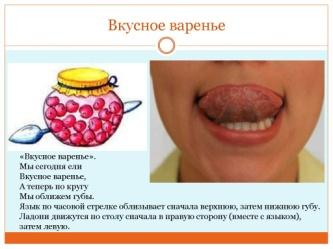 Вкусное варенье
«Вкусное варенье».
Мы сегодня ели
Вкусное варенье,
А теперь по кругу
Мы оближем губы.
Язык по часовой стрелке облизывает сначала верхнюю, затем нижнюю губу.
Ладони движутся по столу сначала в правую сторону (вместе с языком),
затем левую.